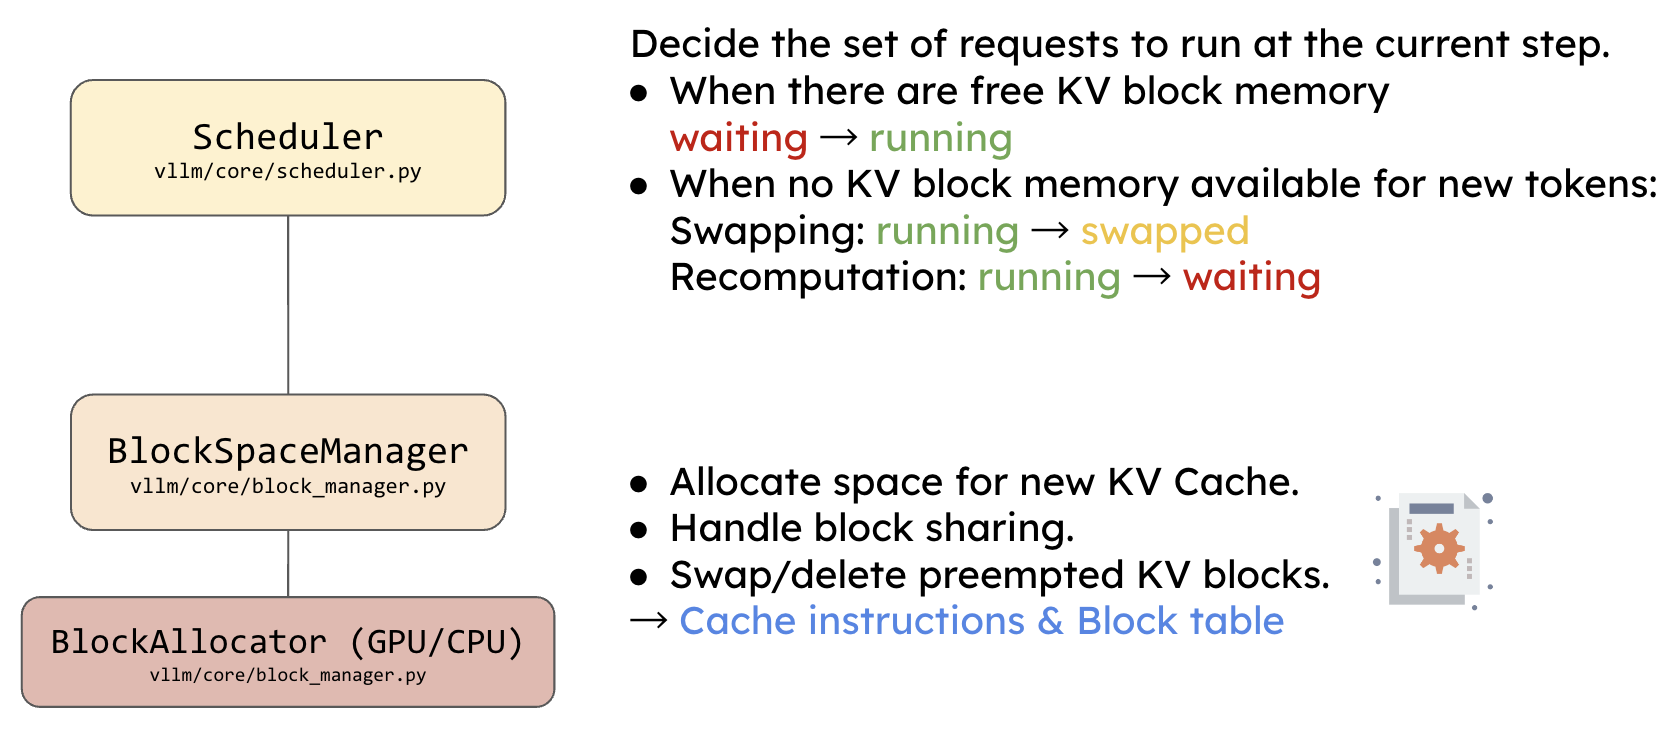 Scheduler
vllm/core/scheduler.py
Decide the set of requests to run at the current step.
● When there are free KV block memory
waiting → running
● When no KV block memory available for new tokens:
Swapping: running → swapped
Recomputation: running → waiting
BlockSpaceManager
vllm/core/block_manager.py
● Allocate space for new KV Cache.
● Handle block sharing.
● Swap/delete preempted KV blocks.
→ Cache instructions & Block table
BlockAllocator (GPU/CPU)
vllm/core/block_manager.py